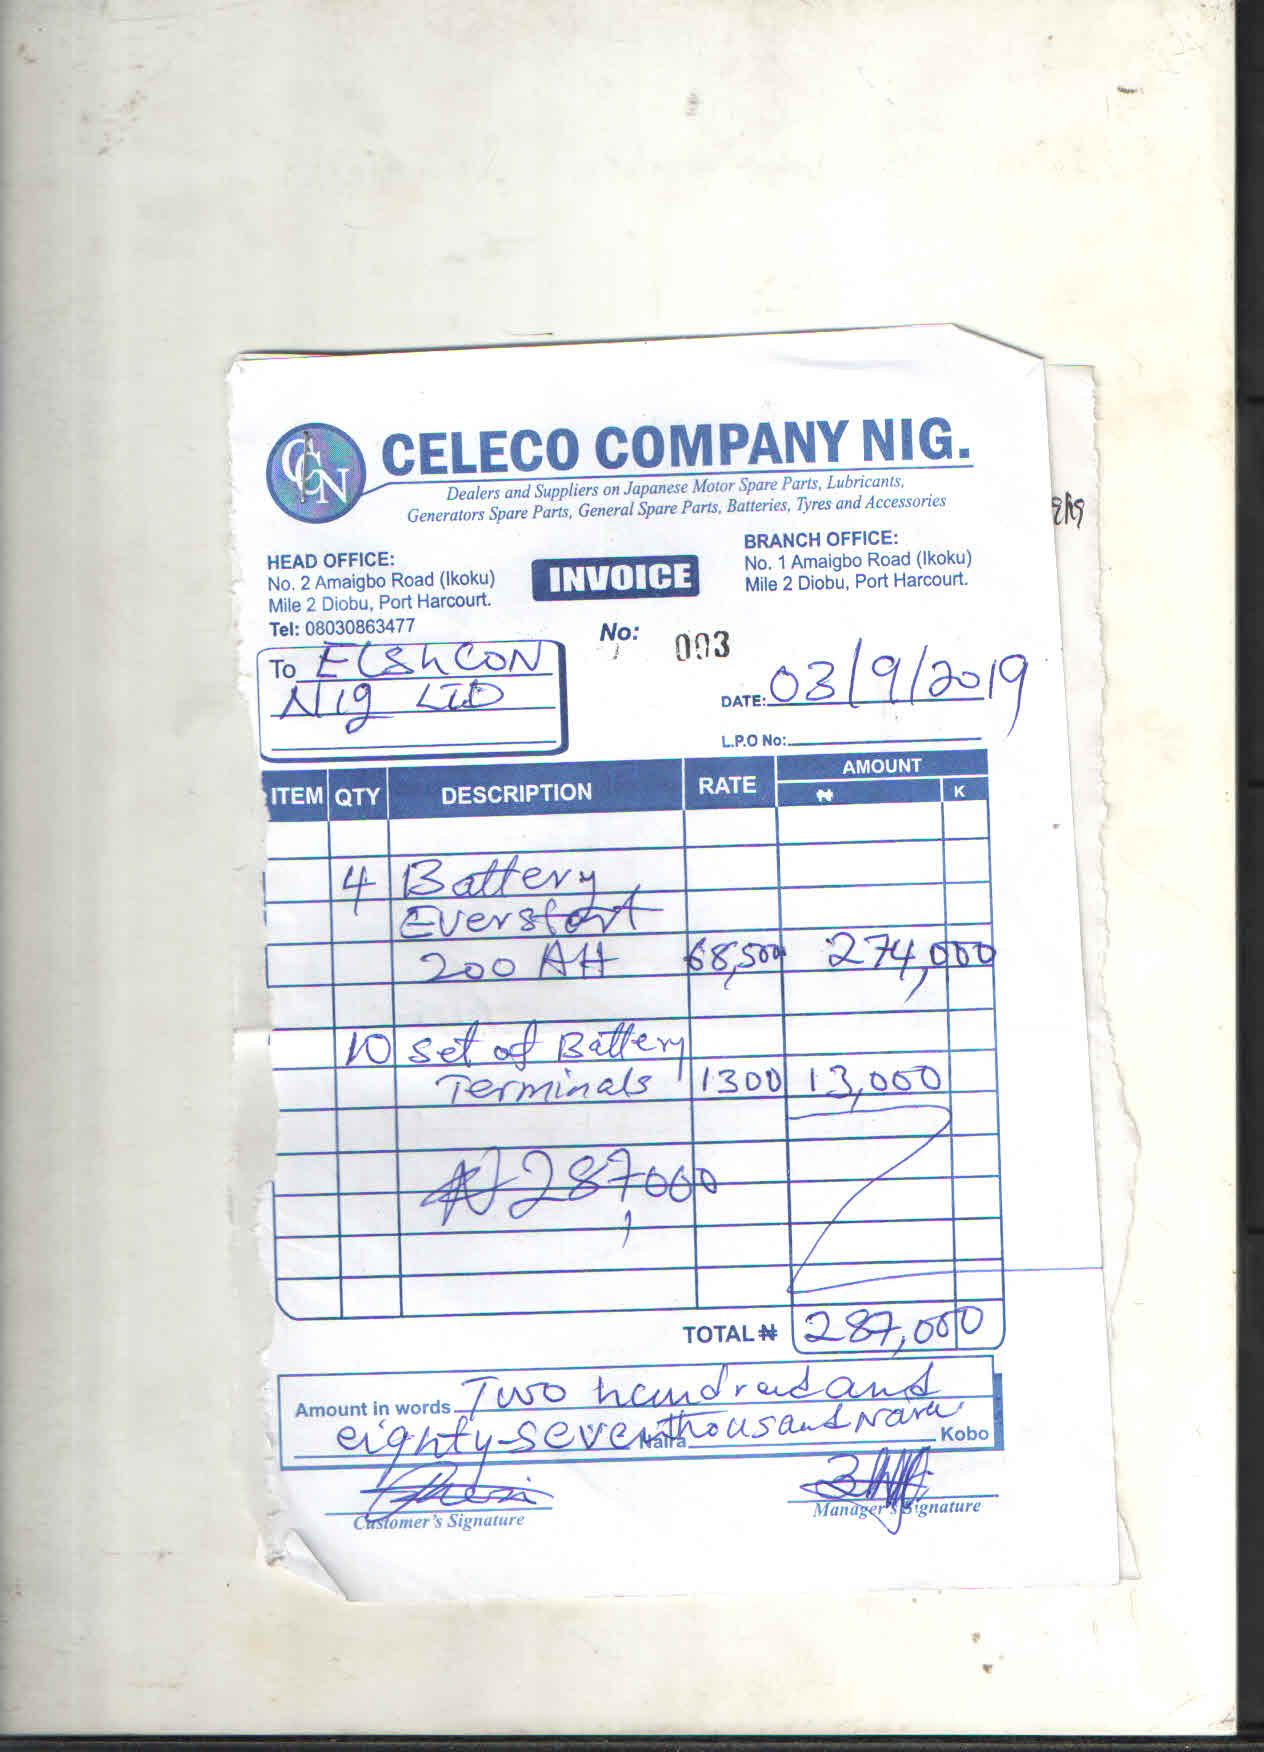 CCN
CELECO COMPANY NIG.
Dealers and Suppliers on Japanese Motor Spare Parts, Lubricants,
Generators Spare Parts, General Spare Parts, Batteries, Tyres and Accessories
HEAD OFFICE:
No. 2 Amaigbo Road (Ikoku)
Mile 2 Diobu, Port Harcourt.
Tel: 08030863477
INVOICE
BRANCH OFFICE:
No. 1 Amaigbo Road (Ikoku)
Mile 2 Diobu, Port Harcourt.
No: 003
To ElshCON
Nig LTD
DATE: 03/9/2019
L.P.O No:
ITEM QTY DESCRIPTION RATE AMOUNT
₦ K
4 Battery
Everstart
200 AH 68,500 274,000
10 Set of Battery
Terminals 1300 13,000
₦287,000
TOTAL ₦ 287,000
Amount in words Two hundred and
eighty-seven thousand Naira
Naira Kobo
Customer's Signature
Manager's Signature